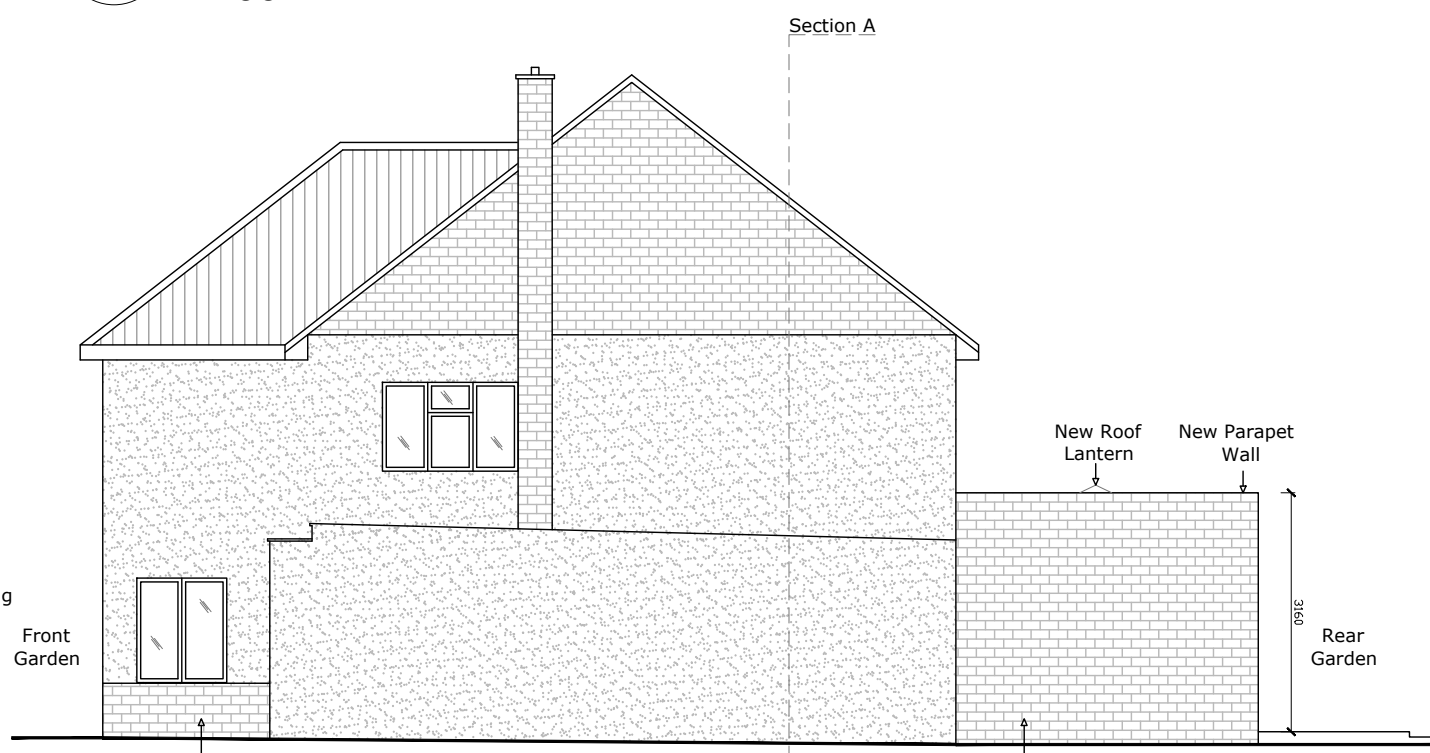 Section A
New Roof
Lantern
New Parapet
Wall
3160
g
Front
Garden
Rear
Garden